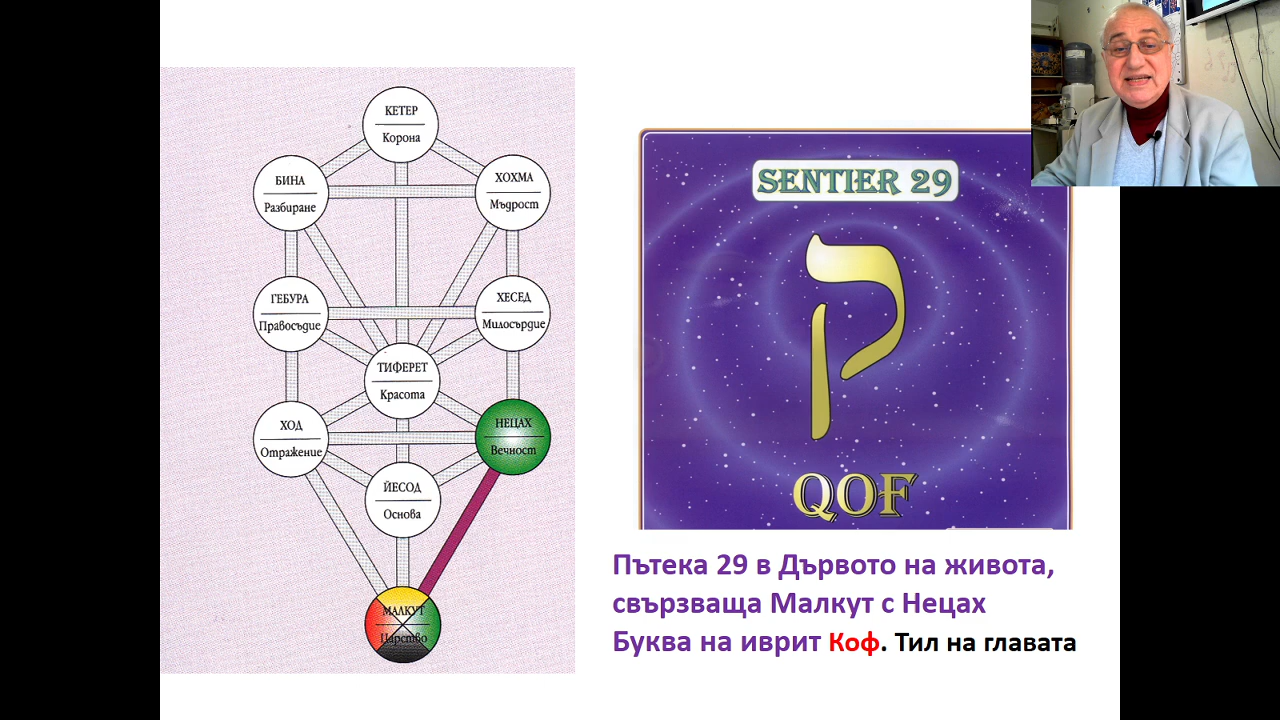 КЕТЕР
Корона
БИНА
Разбиране
ХОХМА
Мъдрост
ГЕБУРА
Правосъдие
ХЕСЕД
Милосърдие
ТИФЕРЕТ
Красота
ХОД
Отражение
НЕЦАХ
Вечност
ЙЕСОД
Основа
МАЛКУТ
Царство
SENTIER 29
ק
QOF
Пътека 29 в Дървото на живота,
свързваща Малкут с Нецах
Буква на иврит Коф. Тил на главата